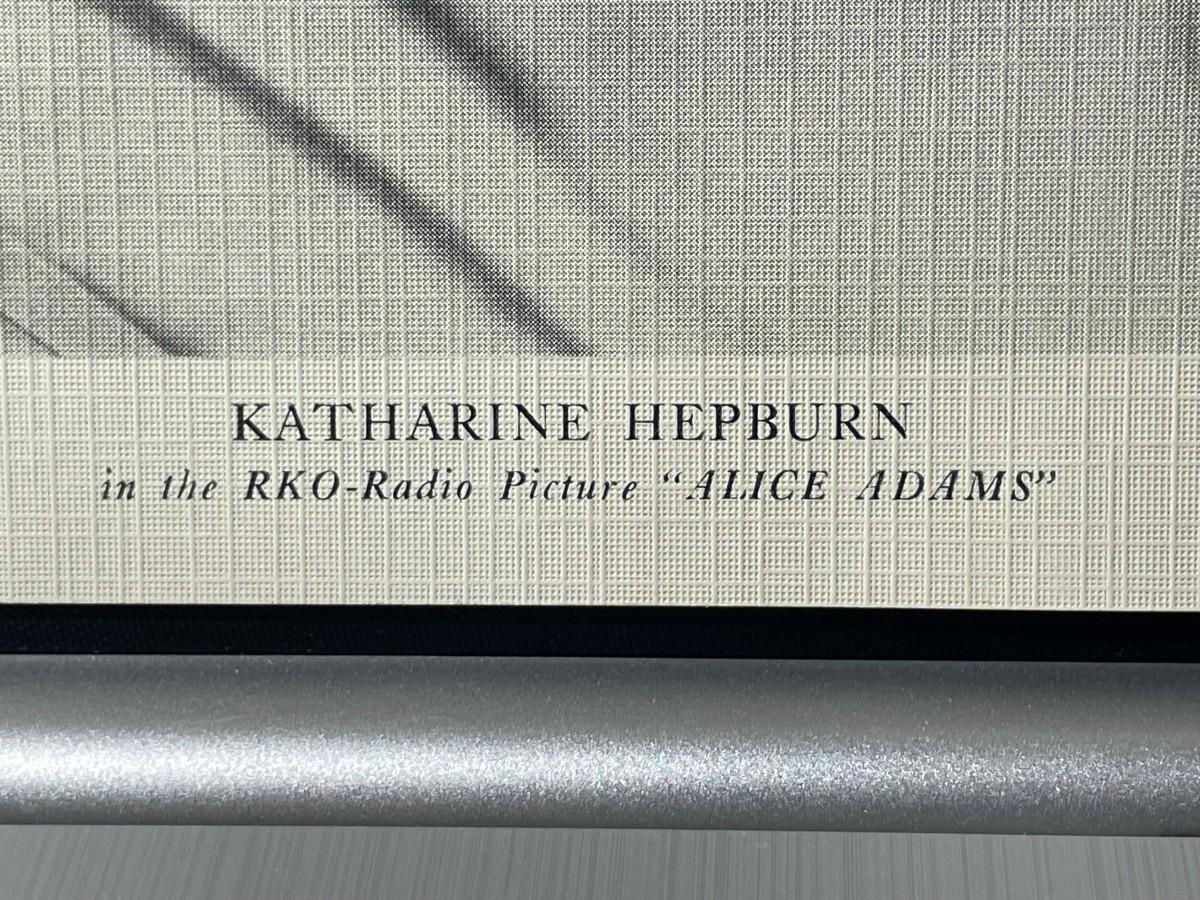 KATHARINE HEPBURN
in the RKO-Radio Picture “ALICE ADAMS”